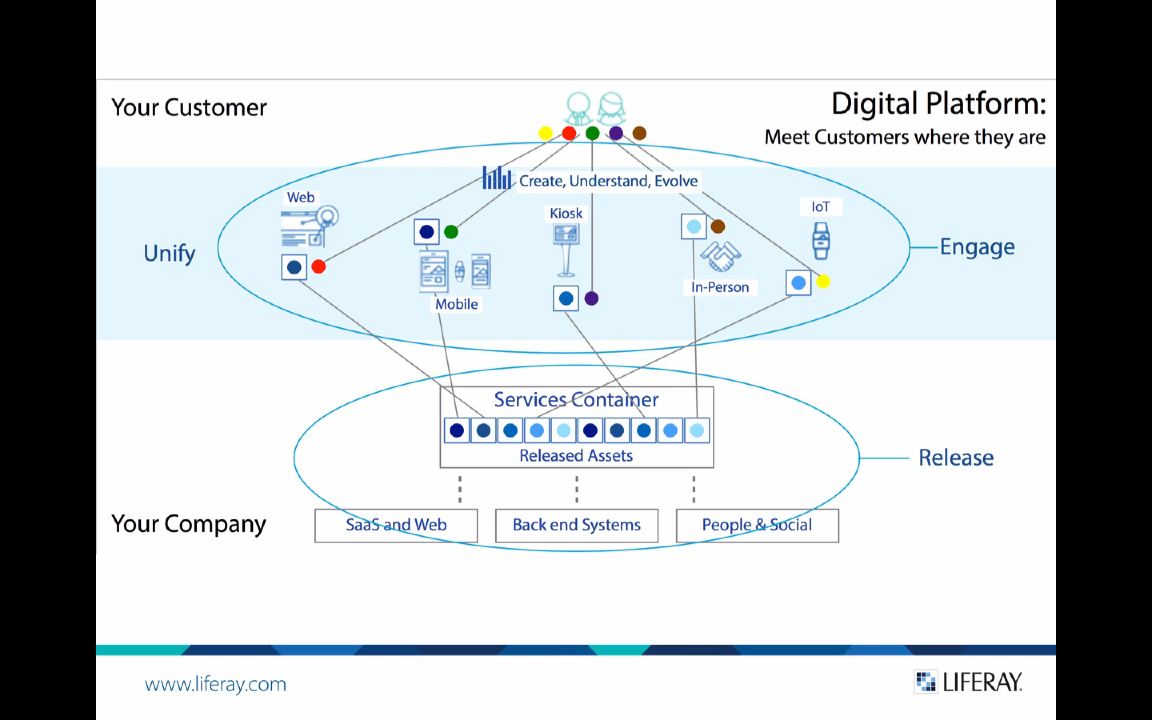 Your Customer
Digital Platform:
Meet Customers where they are
Create, Understand, Evolve
Web
Kiosk
IoT
Unify
Engage
In-Person
Mobile
Services Container
Released Assets
Release
Your Company
SaaS and Web
Back end Systems
People & Social
www.liferay.com
LIFERAY.